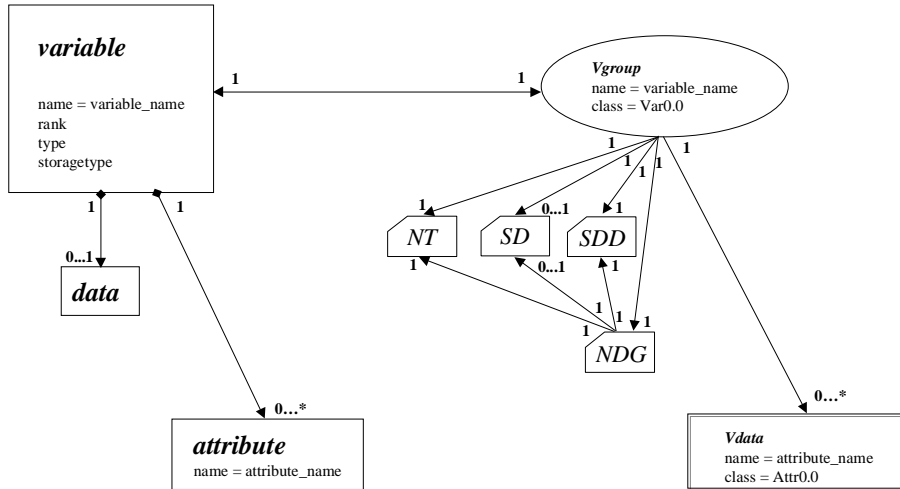 variable
name = variable_name
rank
type
storagetype
1
1
Vgroup
name = variable_name
class = Var0.0
1
1
1
1
1
1
1
1
0...1
1
NT
SD
SDD
0...1
data
1
0...1
1
1
1
1
1
NDG
0...*
attribute
name = attribute_name
0...*
Vdata
name = attribute_name
class = Attr0.0